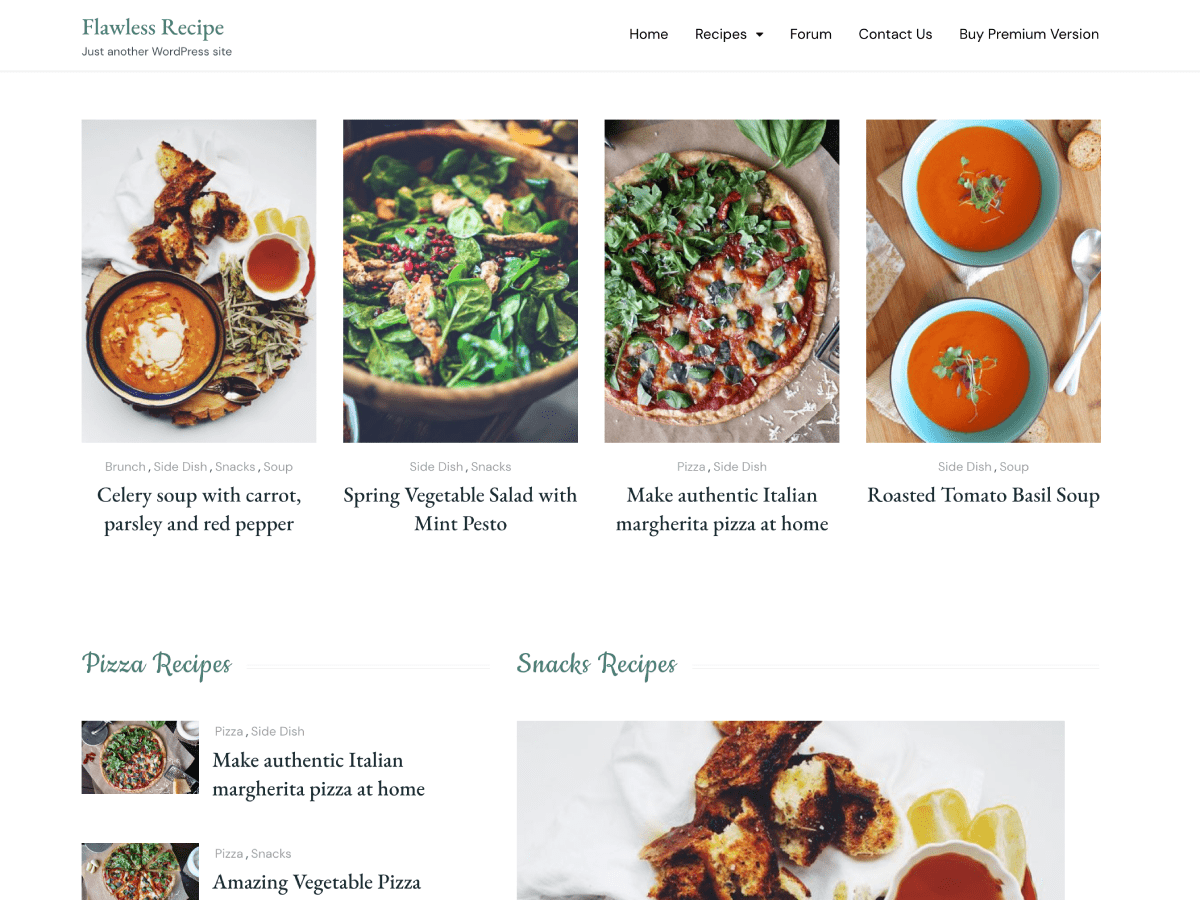 Flawless Recipe
Just another WordPress site
Home Recipes Forum Contact Us Buy Premium Version
Brunch , Side Dish , Snacks , Soup
Celery soup with carrot,
parsley and red pepper
Side Dish , Snacks
Spring Vegetable Salad with
Mint Pesto
Pizza , Side Dish
Make authentic Italian
margherita pizza at home
Side Dish , Soup
Roasted Tomato Basil Soup
Pizza Recipes
Pizza , Side Dish
Make authentic Italian
margherita pizza at home
Pizza , Snacks
Amazing Vegetable Pizza
Snacks Recipes